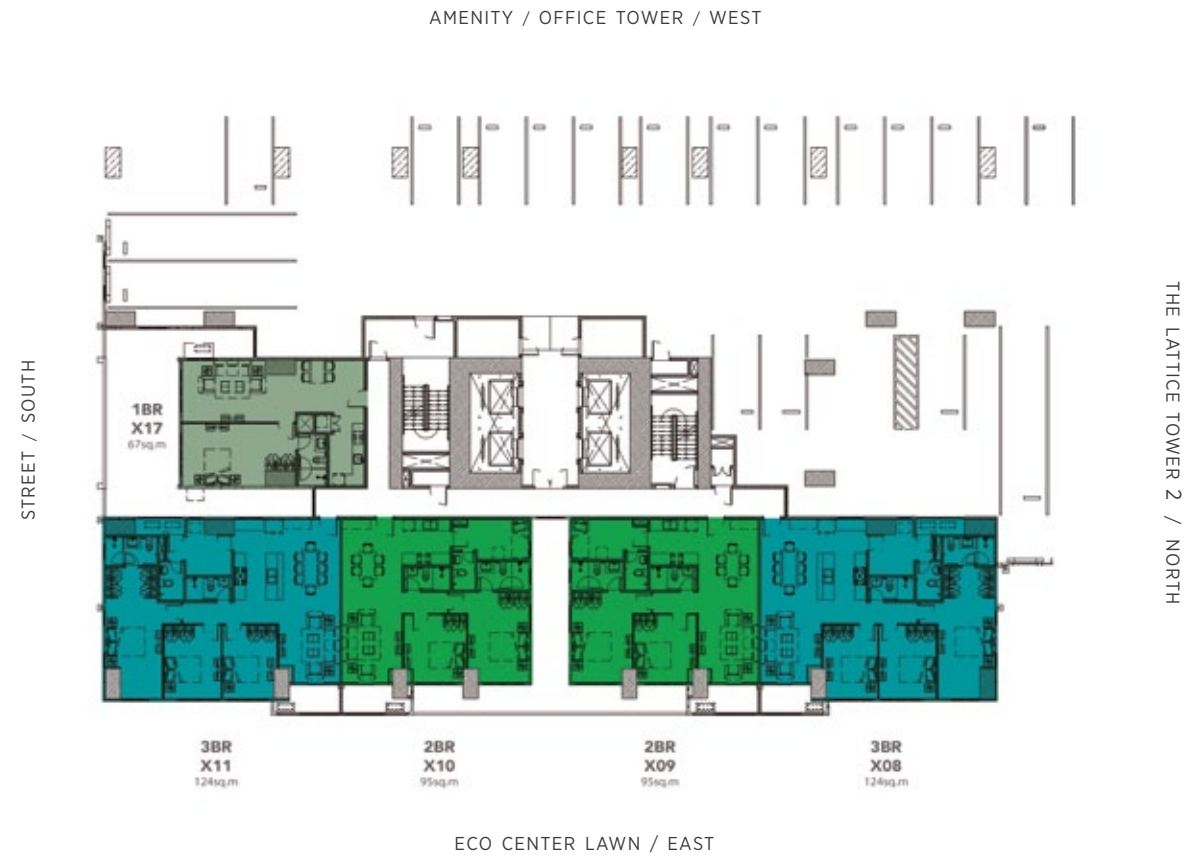 AMENITY / OFFICE TOWER / WEST
STREET / SOUTH
THE LATTICE TOWER 2 / NORTH
1BR
X17
67sq.m
3BR
X11
124sq.m
2BR
X10
95sq.m
2BR
X09
95sq.m
3BR
X08
124sq.m
ECO CENTER LAWN / EAST